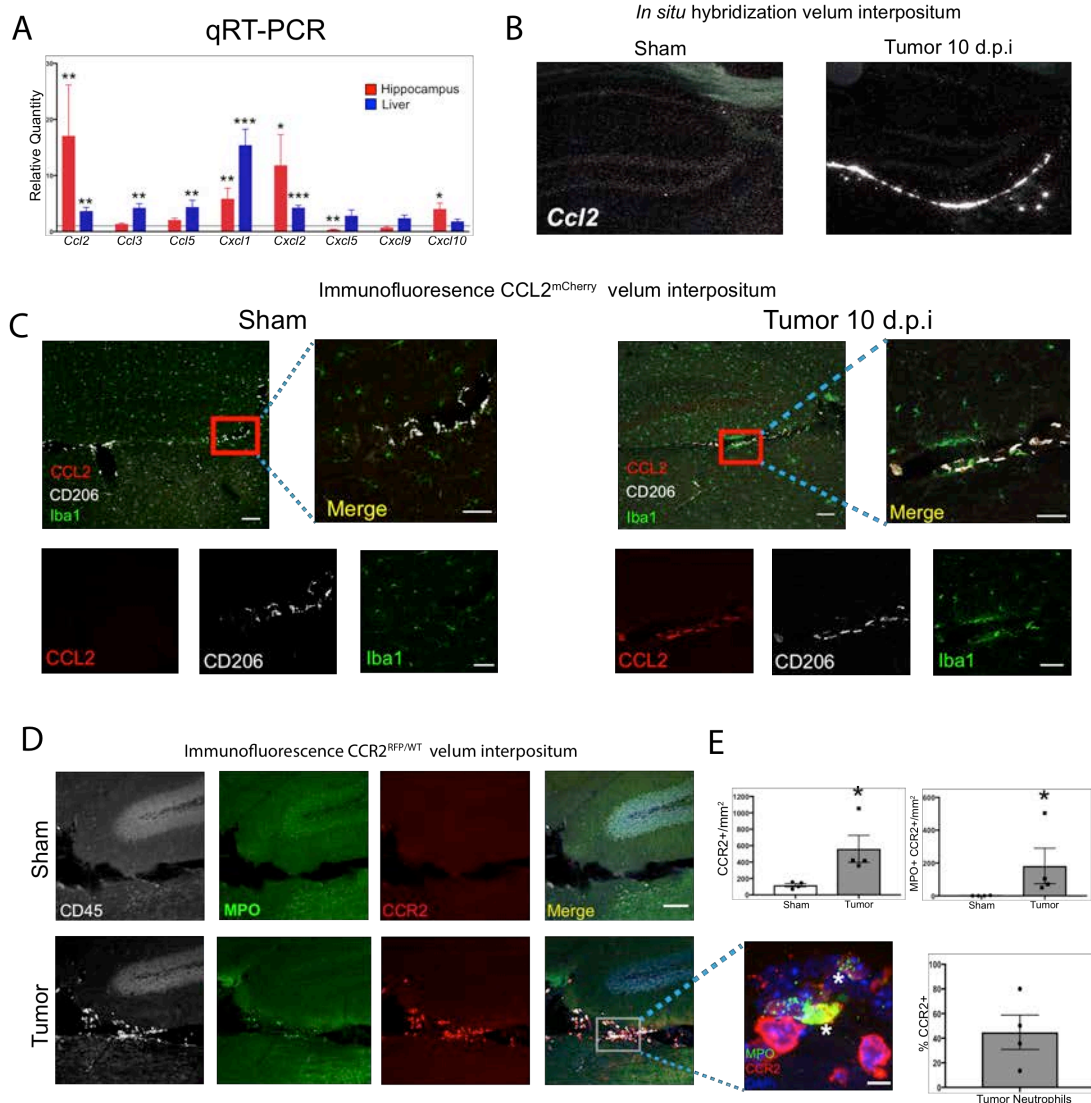 A
qRT-PCR
Relative Quantity
30
20
10
0
Hippocampus
Liver
** ** ** ** ** *** * *** ** *
Ccl2 Ccl3 Ccl5 Cxcl1 Cxcl2 Cxcl5 Cxcl9 Cxcl10
B
In situ hybridization velum interpositum
Sham
Tumor 10 d.p.i
Ccl2
Immunofluoresence CCL2mCherry velum interpositum
C
Sham
CCL2
CD206
Iba1
Merge
CCL2
CD206
Iba1
Tumor 10 d.p.i
CCL2
CD206
Iba1
Merge
CCL2
CD206
Iba1
D
Immunofluorescence CCR2RFP/WT velum interpositum
Sham
CD45
MPO
CCR2
Merge
Tumor
E
CCR2+/mm2
1200
1000
800
600
400
200
0
*
Sham Tumor
MPO+ CCR2+/mm2
600
400
200
0
*
Sham Tumor
*
*
MPO
CCR2
% CCR2+
100
80
60
40
20
0
Tumor Neutrophils